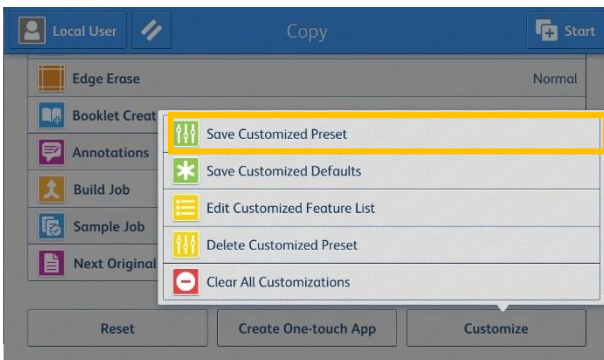 Local User
Copy
Start
Edge Erase Normal
Booklet Creat
Save Customized Preset
Annotations
Save Customized Defaults
Build Job
Edit Customized Feature List
Sample Job
Delete Customized Preset
Next Original
Clear All Customizations
Reset Create One-touch App Customize